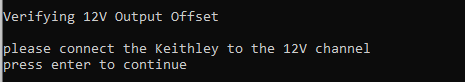 Verifying 12V Output Offset
please connect the Keithley to the 12V channel
press enter to continue